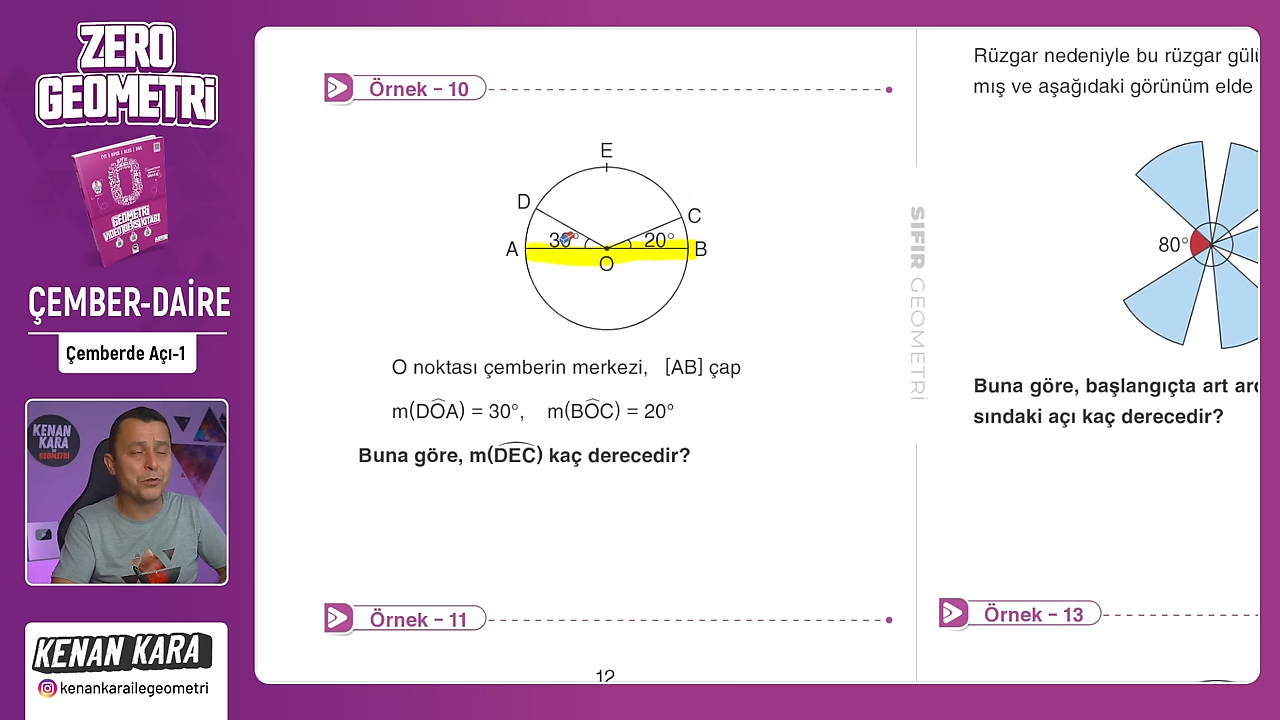 ZERO
GEOMETRİ
GEOMETRİ
ÇEMBER-DAİRE
Çemberde Açı-1
KENAN
KARA
GEOMETRİ
KENAN KARA
kenankarailegeometri
Örnek – 10
E
D
C
30
20°
A
B
O
O noktası çemberin merkezi, [AB] çap
m(DOA) = 30°, m(BOC) = 20°
Buna göre, m(DEC) kaç derecedir?
Örnek – 11
12
SIFIR GEOMETRİ
Rüzgar nedeniyle bu rüzgar gülü
mış ve aşağıdaki görünüm elde
80°
Buna göre, başlangıçta art ard
sındaki açı kaç derecedir?
Örnek – 13